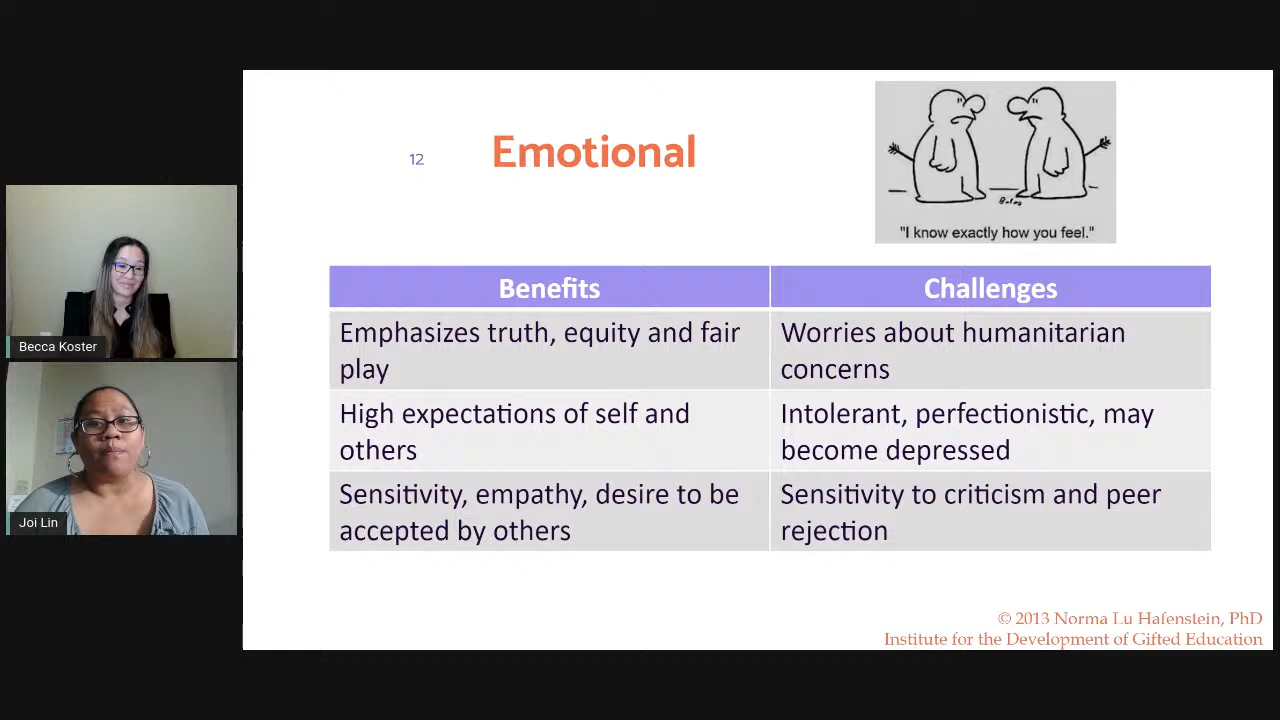 12
Emotional
"I know exactly how you feel."
Benefits
Challenges
Emphasizes truth, equity and fair
play
Worries about humanitarian
concerns
High expectations of self and
others
Intolerant, perfectionistic, may
become depressed
Sensitivity, empathy, desire to be
accepted by others
Sensitivity to criticism and peer
rejection
© 2013 Norma Lu Hafenstein, PhD
Institute for the Development of Gifted Education
Becca Koster
Joi Lin